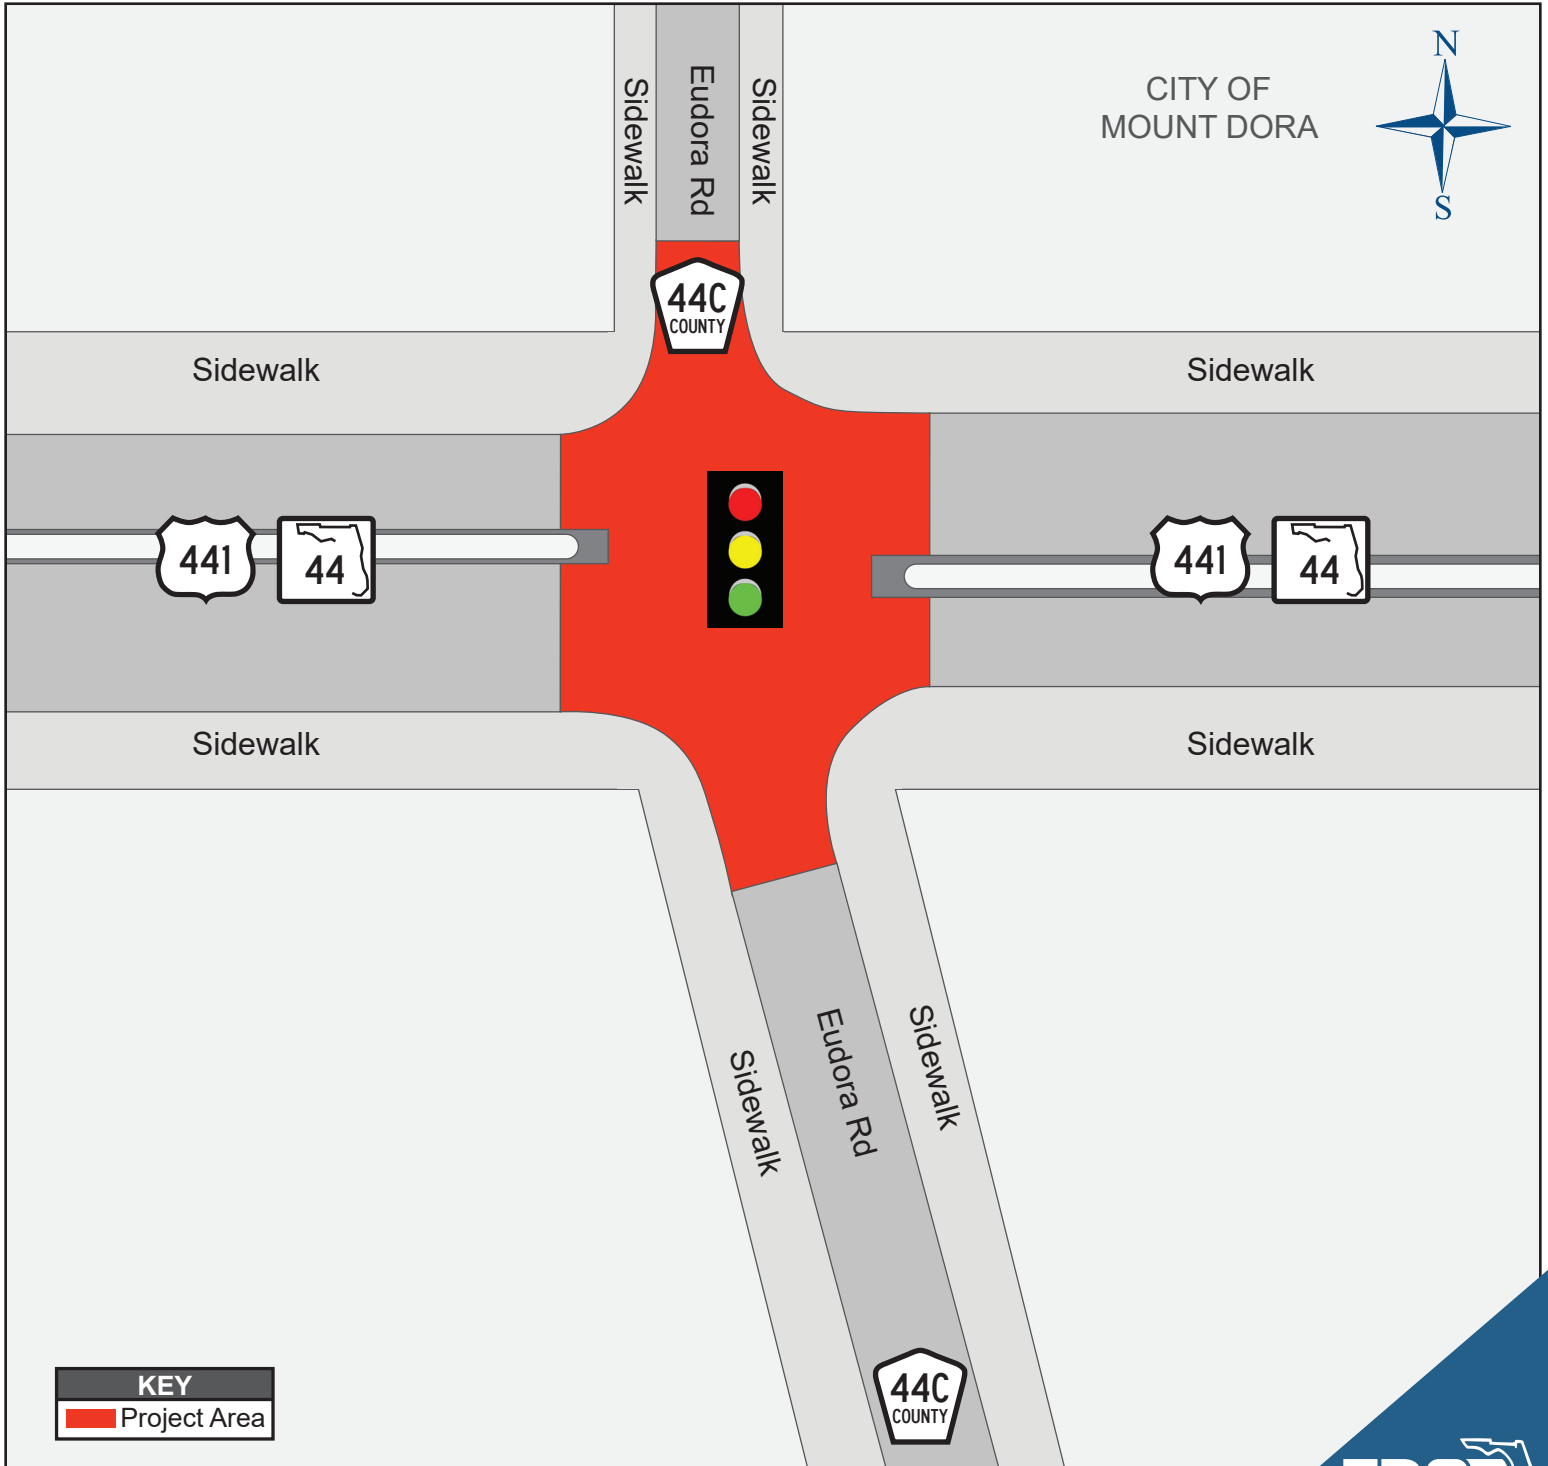 N
CITY OF
MOUNT DORA
S
Sidewalk
Eudora Rd
Sidewalk
44C
COUNTY
Sidewalk
Sidewalk
441
44
441
44
Sidewalk
Sidewalk
Eudora Rd
Sidewalk
Sidewalk
44C
COUNTY
KEY
Project Area